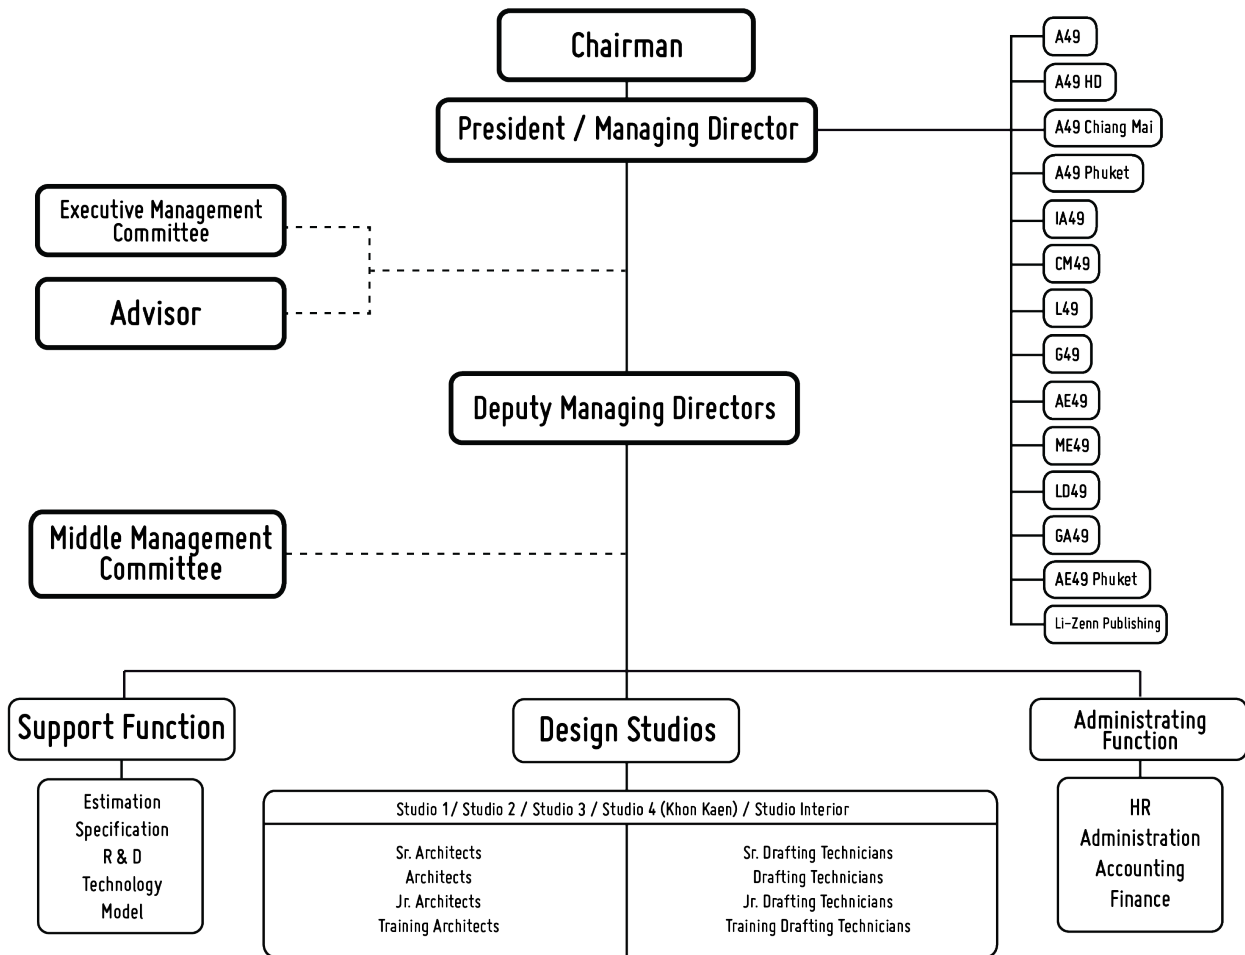 Chairman
President / Managing Director
Executive Management
Committee
Advisor
Deputy Managing Directors
Middle Management
Committee
A49
A49 HD
A49 Chiang Mai
A49 Phuket
IA49
CM49
L49
G49
AE49
ME49
LD49
GA49
AE49 Phuket
Li-Zenn Publishing
Support Function
Estimation
Specification
R & D
Technology
Model
Design Studios
Studio 1 / Studio 2 / Studio 3 / Studio 4 (Khon Kaen) / Studio Interior
Sr. Architects
Architects
Jr. Architects
Training Architects
Sr. Drafting Technicians
Drafting Technicians
Jr. Drafting Technicians
Training Drafting Technicians
Administrating
Function
HR
Administration
Accounting
Finance